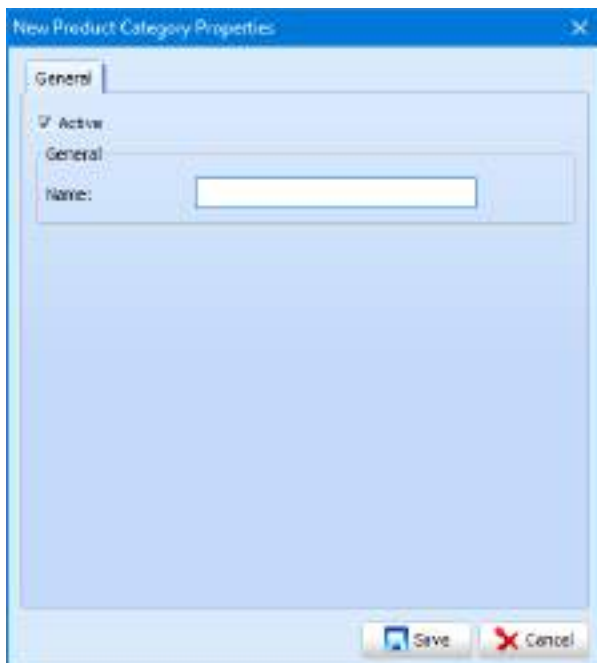 New Product Category Properties
General
Active
General
Name:
Save
Cancel